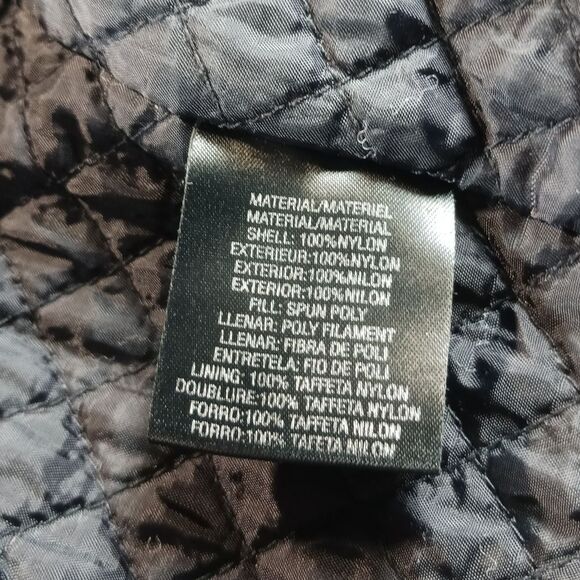 MATERIAL/MATERIEL
MATERIAL/MATERIAL
SHELL: 100%NYLON
EXTERIEUR:100%NYLON
EXTERIOR:100%NILON
EXTERIOR:100%NILON
FILL: SPUN POLY
LLENAR: POLY FILAMENT
LLENAR: FIBRA DE POLI
ENTRETELA: FIO DE POLI
LINING: 100% TAFFETA NYLON
DOUBLURE:100% TAFFETA NYLON
FORRO:100% TAFFETA NILON
FORRO:100% TAFETA NILON